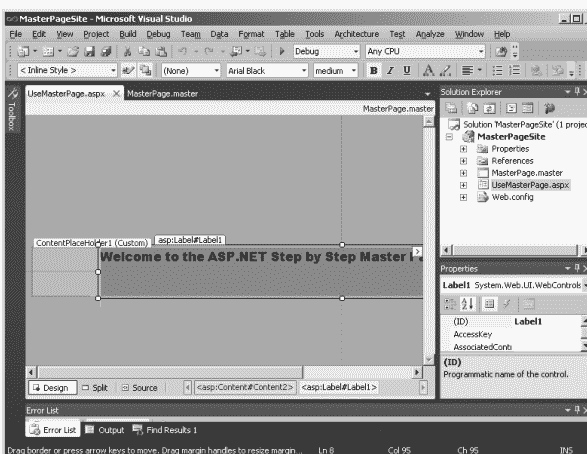 MasterPageSite - Microsoft Visual Studio
File Edit View Project Build Debug Team Data Format Table Tools Architecture Test Analyze Window Help
Debug Any CPU
< Inline Style > (None) Arial Black medium B I U A
Toolbox
UseMasterPage.aspx X MasterPage.master
MasterPage.master
ContentPlaceHolder1 (Custom) asp:Label#Label1
Welcome to the ASP.NET Step by Step Master Pa
Design Split Source <asp:Content#Content2> <asp:Label#Label1>
Solution Explorer
Solution 'MasterPageSite' (1 projec
MasterPageSite
Properties
References
MasterPage.master
UseMasterPage.aspx
Web.config
Properties
Label1 System.Web.UI.WebControls
(ID) Label1
AccessKey
AssociatedContr
(ID)
Programmatic name of the control.
Error List
Error List Output Find Results 1
Drag border or press arrow keys to move. Drag margin handles to resize margin... Ln 8 Col 95 Ch 95 INS